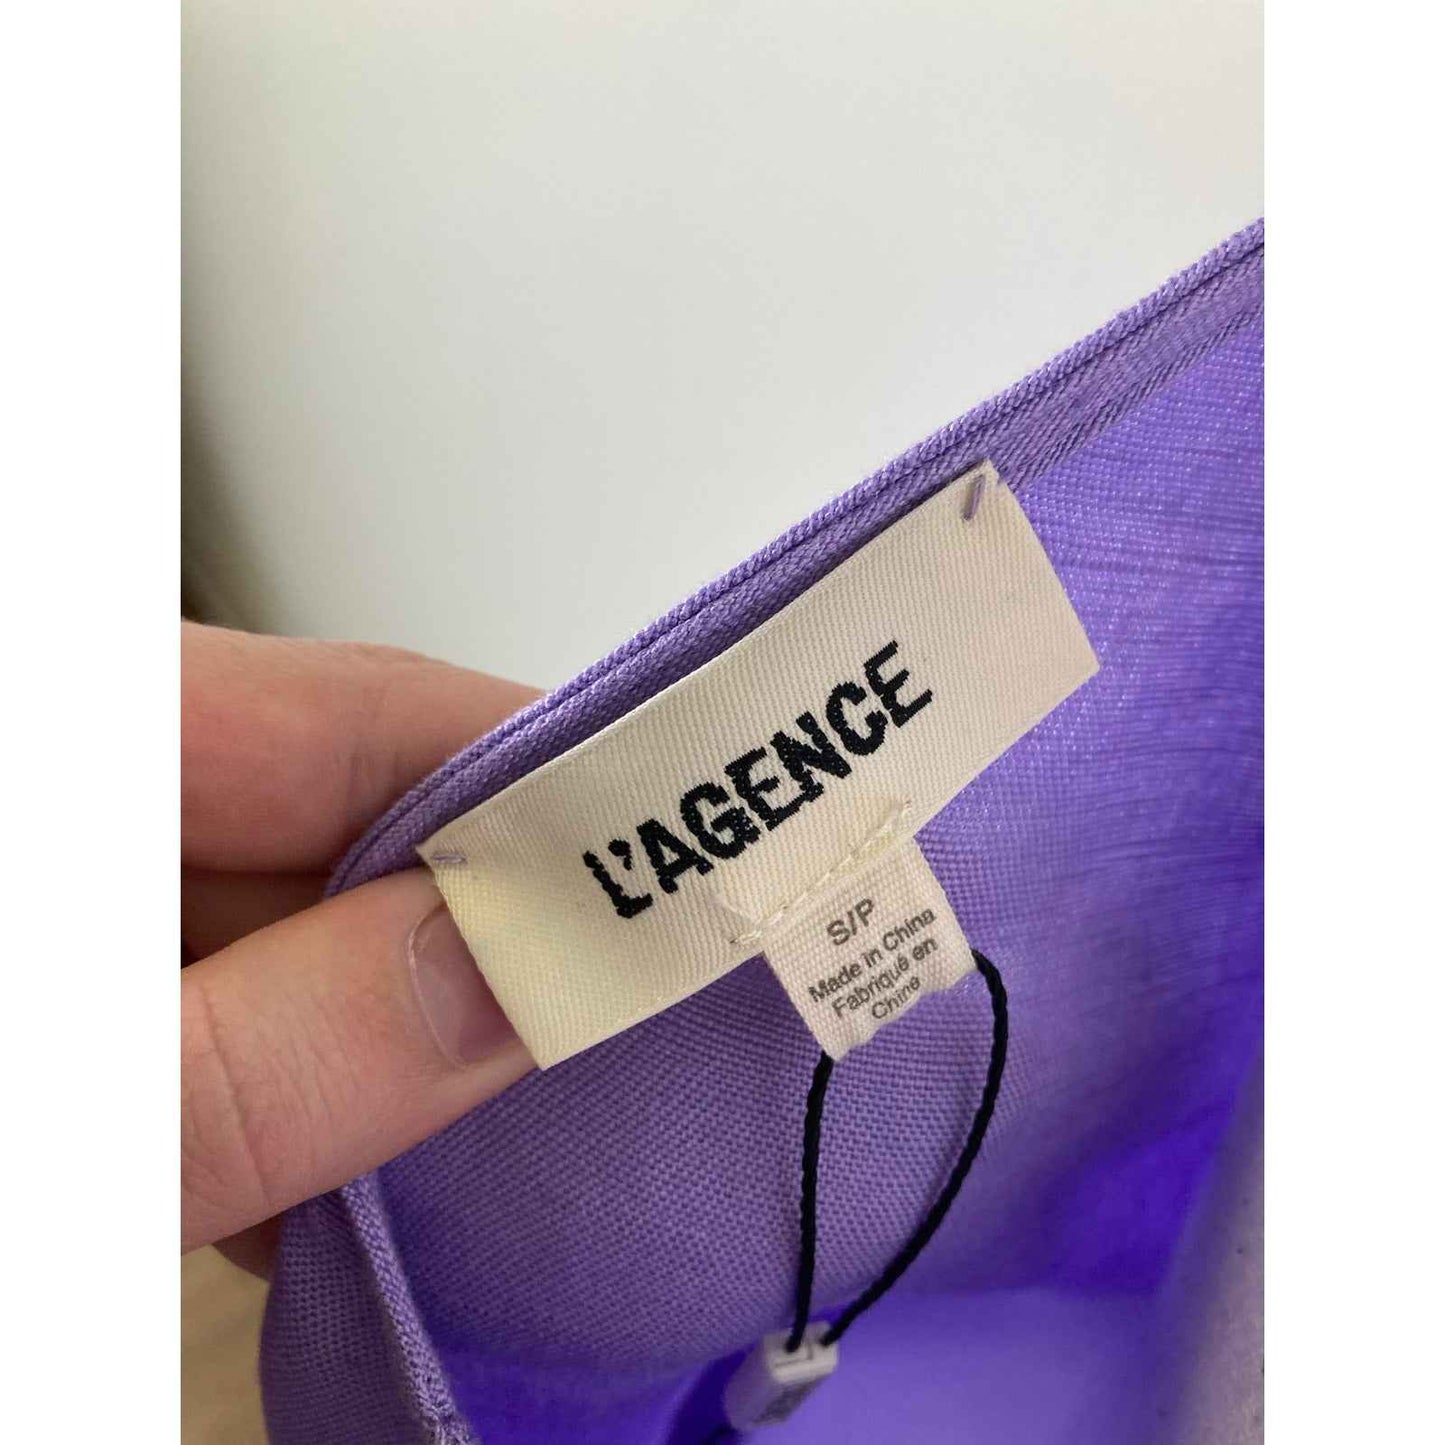 L'AGENCE
S/P
Made in China
Fabriqué en
Chine